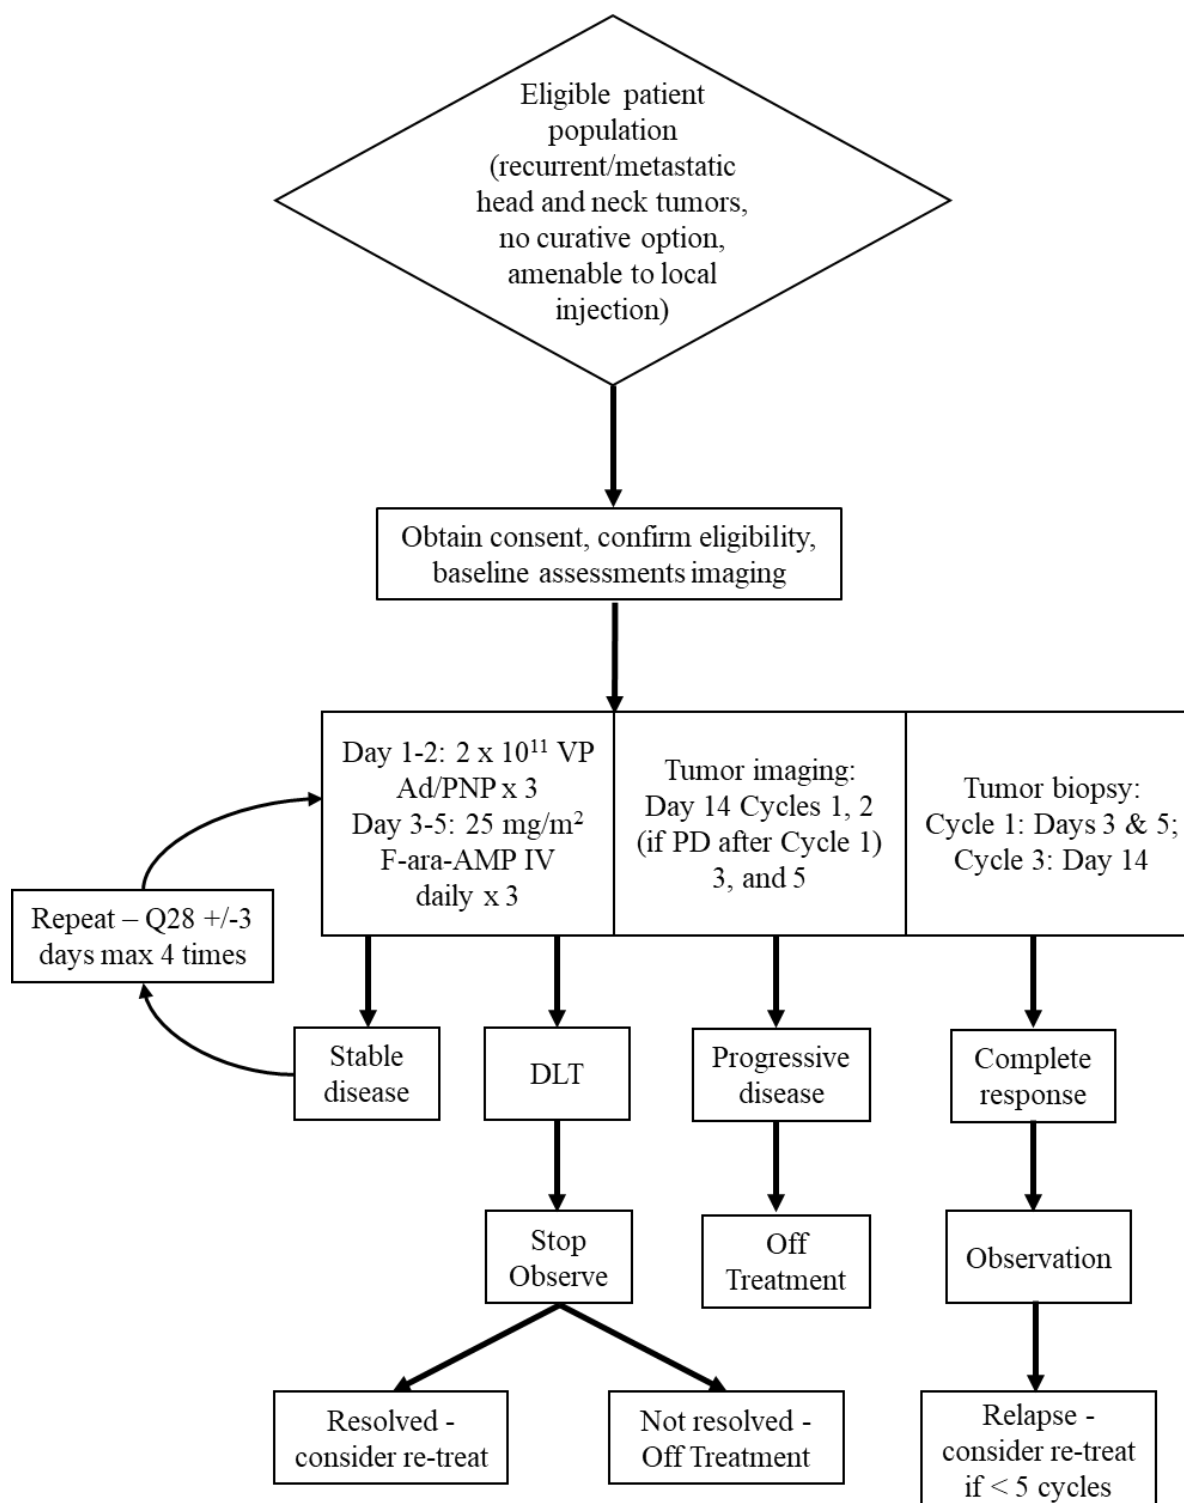 Eligible patient
population
(recurrent/metastatic
head and neck tumors,
no curative option,
amenable to local
injection)
Obtain consent, confirm eligibility,
baseline assessments imaging
Day 1-2: 2 x 10¹¹ VP
Ad/PNP x 3
Day 3-5: 25 mg/m²
F-ara-AMP IV
daily x 3
Tumor imaging:
Day 14 Cycles 1, 2
(if PD after Cycle 1)
3, and 5
Tumor biopsy:
Cycle 1: Days 3 & 5;
Cycle 3: Day 14
Repeat – Q28 +/-3
days max 4 times
Stable
disease
DLT
Progressive
disease
Complete
response
Stop
Observe
Off
Treatment
Observation
Resolved -
consider re-treat
Not resolved -
Off Treatment
Relapse -
consider re-treat
if < 5 cycles